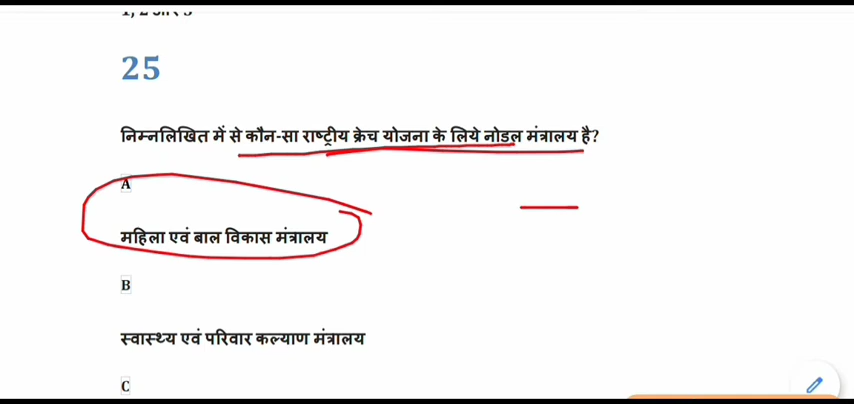 25
निम्नलिखित में से कौन-सा राष्ट्रीय क्रेच योजना के लिये नोडल मंत्रालय है?
A
महिला एवं बाल विकास मंत्रालय
B
स्वास्थ्य एवं परिवार कल्याण मंत्रालय
C